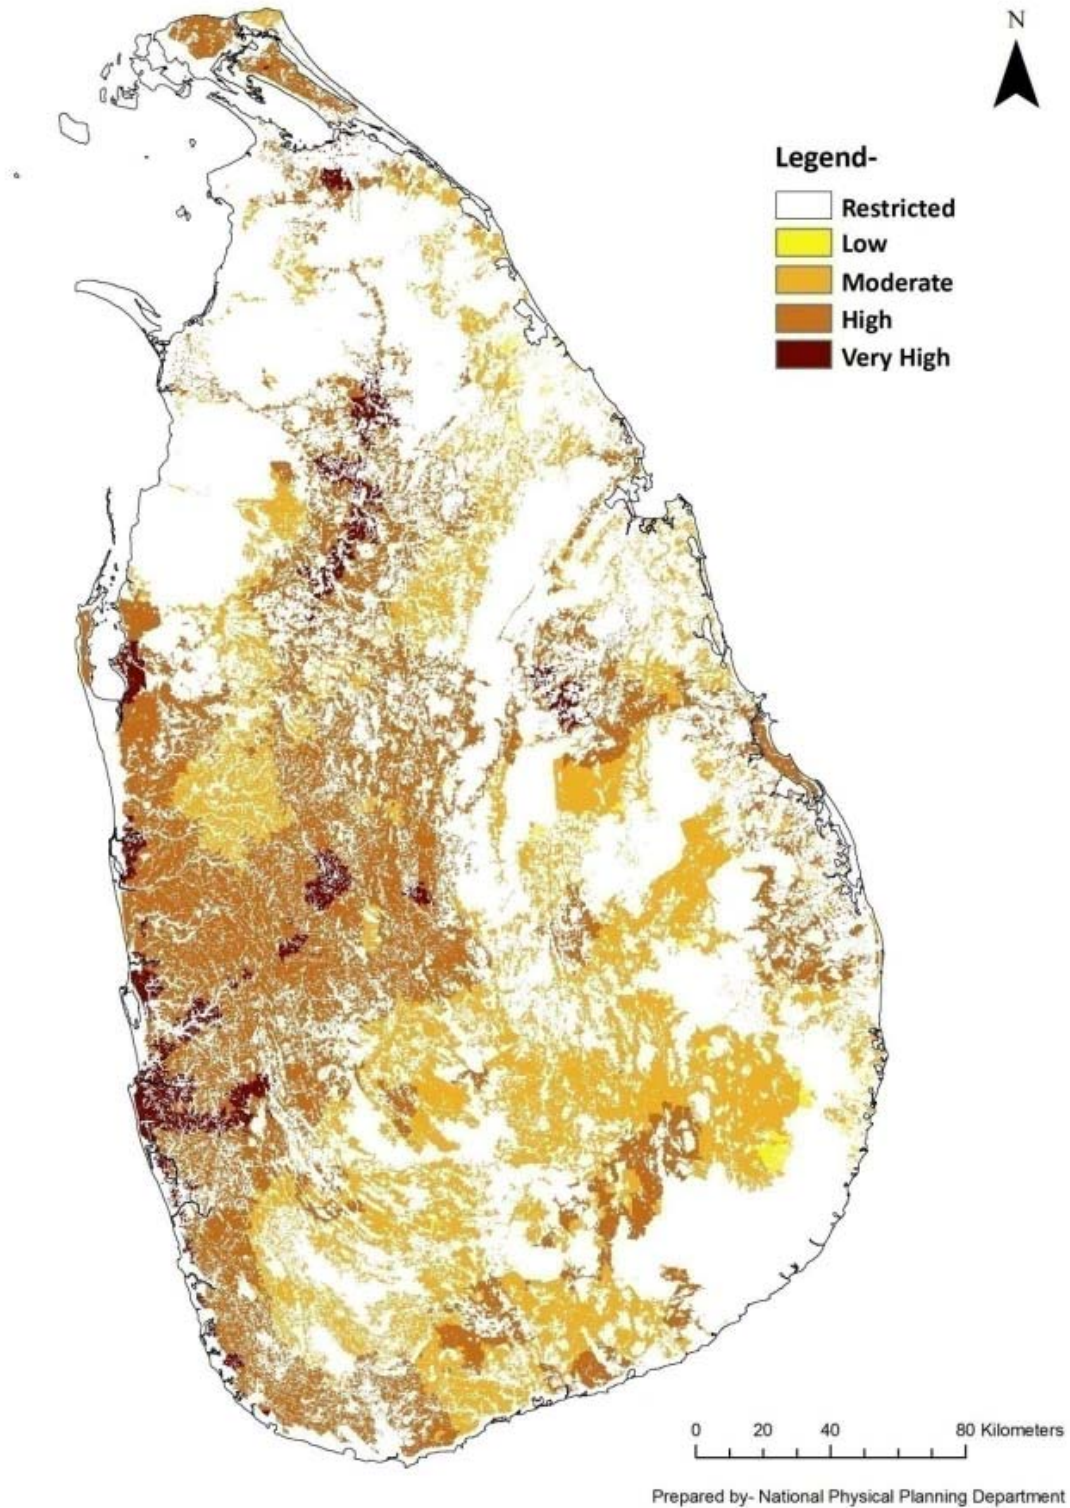 N
Legend-
Restricted
Low
Moderate
High
Very High
0 20 40 80 Kilometers
Prepared by- National Physical Planning Department